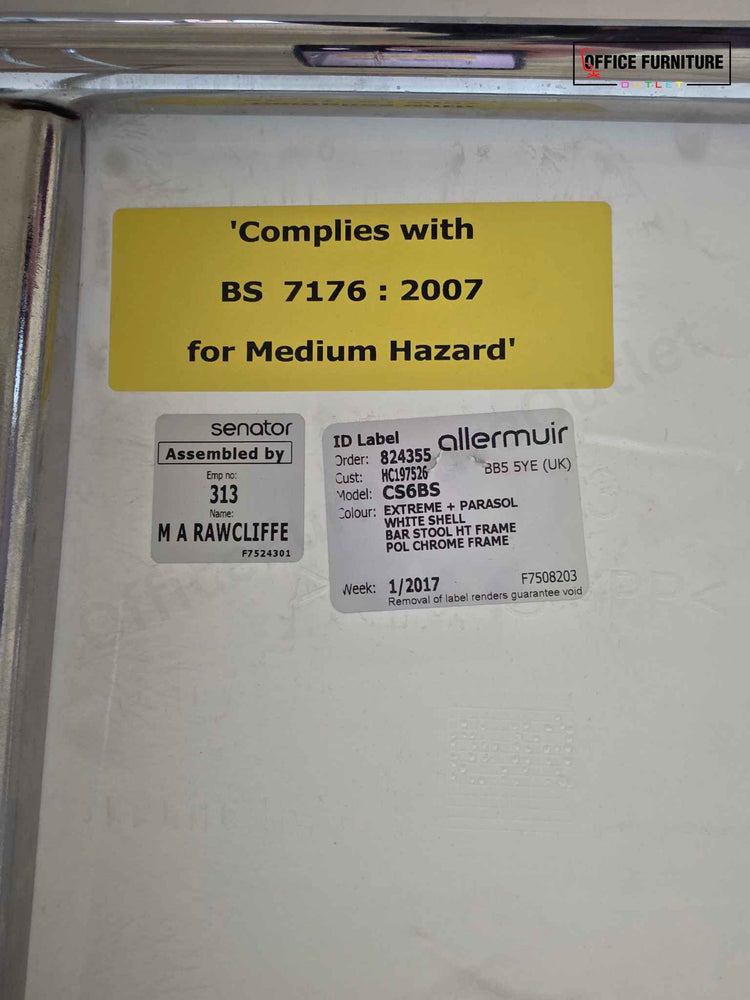 OFFICE FURNITURE
OUTLET
'Complies with
BS 7176 : 2007
for Medium Hazard'
senator
Assembled by
Emp no:
313
Name:
M A RAWCLIFFE
F7524301
ID Label allermuir
Order: 824355 BB5 5YE (UK)
Cust: HC197526
Model: CS6BS
Colour: EXTREME + PARASOL
WHITE SHELL
BAR STOOL HT FRAME
POL CHROME FRAME
Week: 1/2017 F7508203
Removal of label renders guarantee void